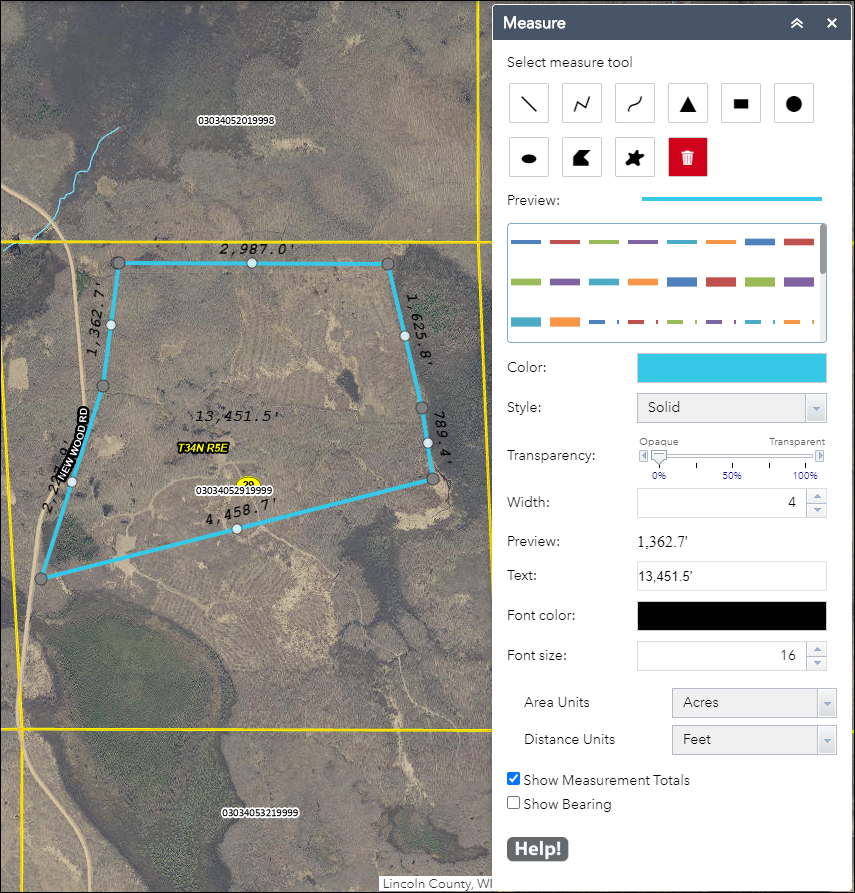 Measure
Select measure tool
Preview:
Color:
Style:
Solid
Opaque
Transparent
Transparency:
0%
50%
100%
Width:
4
Preview:
1,362.7'
Text:
13,451.5'
Font color:
Font size:
16
Area Units
Acres
Distance Units
Feet
Show Measurement Totals
Show Bearing
Help!
03034052019998
2,987.0'
1,362.7'
1,625.8'
13,451.5'
789.4'
NEW WOOD RD
T34N R5E
29
03034052919999
4,458.7'
03034053219999
Lincoln County, WI